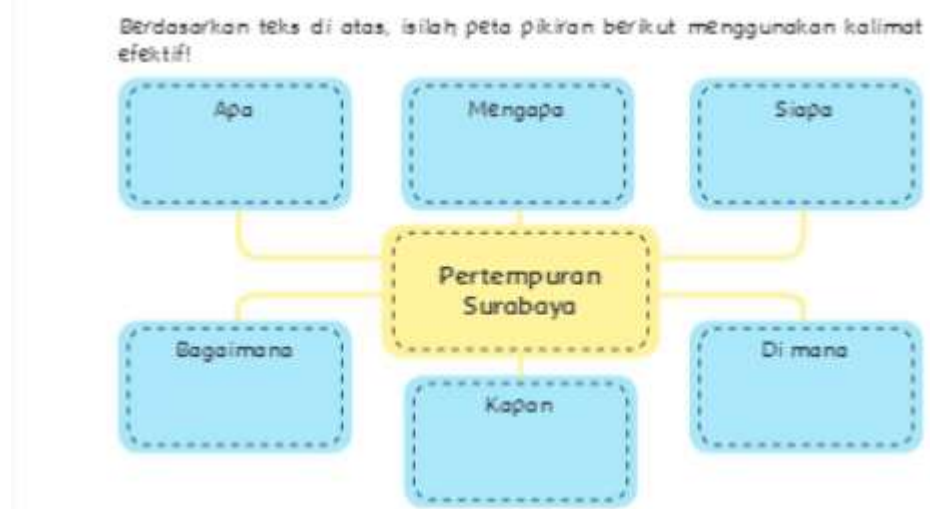 Berdasarkan teks di atas, isilah peta pikiran berikut menggunakan kalimat
efektif!
Apa
Mengapa
Siapa
Pertempuran
Surabaya
Bagaimana
Kapan
Di mana